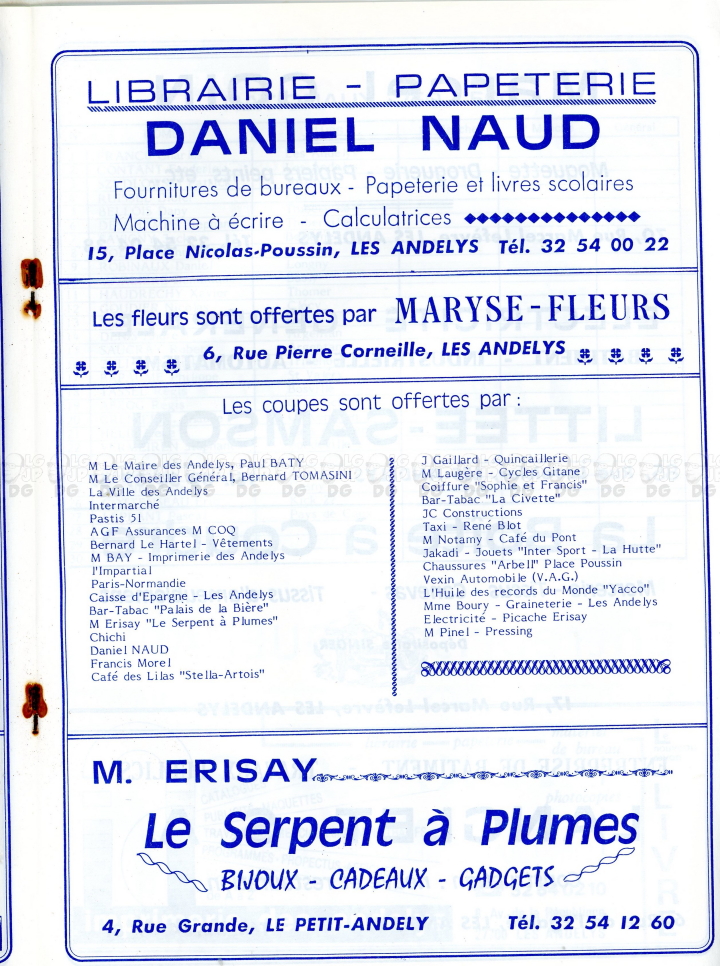 LIBRAIRIE - PAPETERIE
DANIEL NAUD
Fournitures de bureaux - Papeterie et livres scolaires
Machine à écrire - Calculatrices
15, Place Nicolas-Poussin, LES ANDELYS Tél. 32 54 00 22
Les fleurs sont offertes par MARYSE-FLEURS
6, Rue Pierre Corneille, LES ANDELYS
Les coupes sont offertes par :
M Le Maire des Andelys, Paul BATY
M Le Conseiller Général, Bernard TOMASINI
La Ville des Andelys
Intermarché
Pastis 51
AGF Assurances M COQ
Bernard Le Hartel - Vêtements
M BAY - Imprimerie des Andelys
l'Impartial
Paris-Normandie
Caisse d'Epargne - Les Andelys
Bar-Tabac "Palais de la Bière"
M Erisay "Le Serpent à Plumes"
Chichi
Daniel NAUD
Francis Morel
Café des Lilas "Stella-Artois"
J Gaillard - Quincaillerie
M Laugère - Cycles Gitane
Coiffure "Sophie et Francis"
Bar-Tabac "La Civette"
JC Constructions
Taxi - René Blot
M Notamy - Café du Pont
Jakadi - Jouets "Inter Sport - La Hutte"
Chaussures "Arbell" Place Poussin
Vexin Automobile (V.A.G.)
L'Huile des records du Monde "Yacco"
Mme Boury - Graineterie - Les Andelys
Electricité - Picache Erisay
M Pinel - Pressing
M. ERISAY
Le Serpent à Plumes
BIJOUX - CADEAUX - GADGETS
4, Rue Grande, LE PETIT-ANDELY Tél. 32 54 12 60